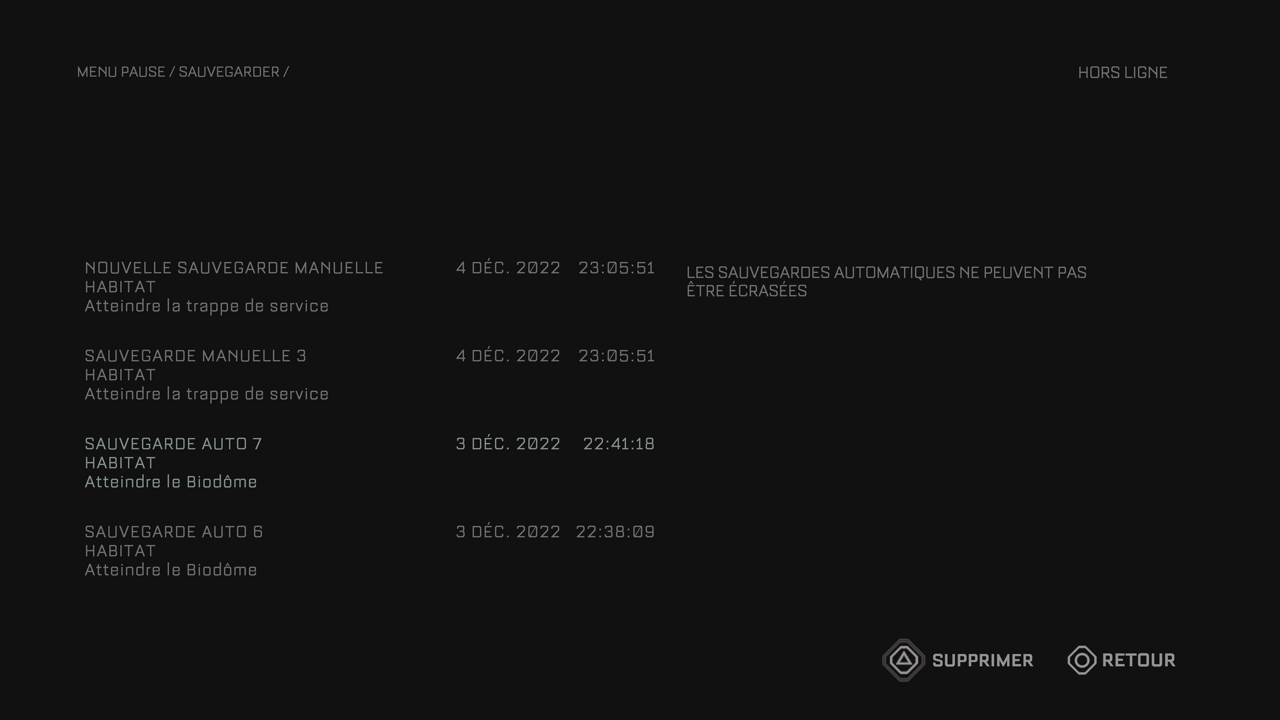 MENU PAUSE / SAUVEGARDER /
HORS LIGNE
NOUVELLE SAUVEGARDE MANUELLE 4 DÉC. 2022 23:05:51
HABITAT
Atteindre la trappe de service
SAUVEGARDE MANUELLE 3 4 DÉC. 2022 23:05:51
HABITAT
Atteindre la trappe de service
SAUVEGARDE AUTO 7 3 DÉC. 2022 22:41:18
HABITAT
Atteindre le Biodôme
SAUVEGARDE AUTO 6 3 DÉC. 2022 22:38:09
HABITAT
Atteindre le Biodôme
LES SAUVEGARDES AUTOMATIQUES NE PEUVENT PAS
ÊTRE ÉCRASÉES
SUPPRIMER
RETOUR